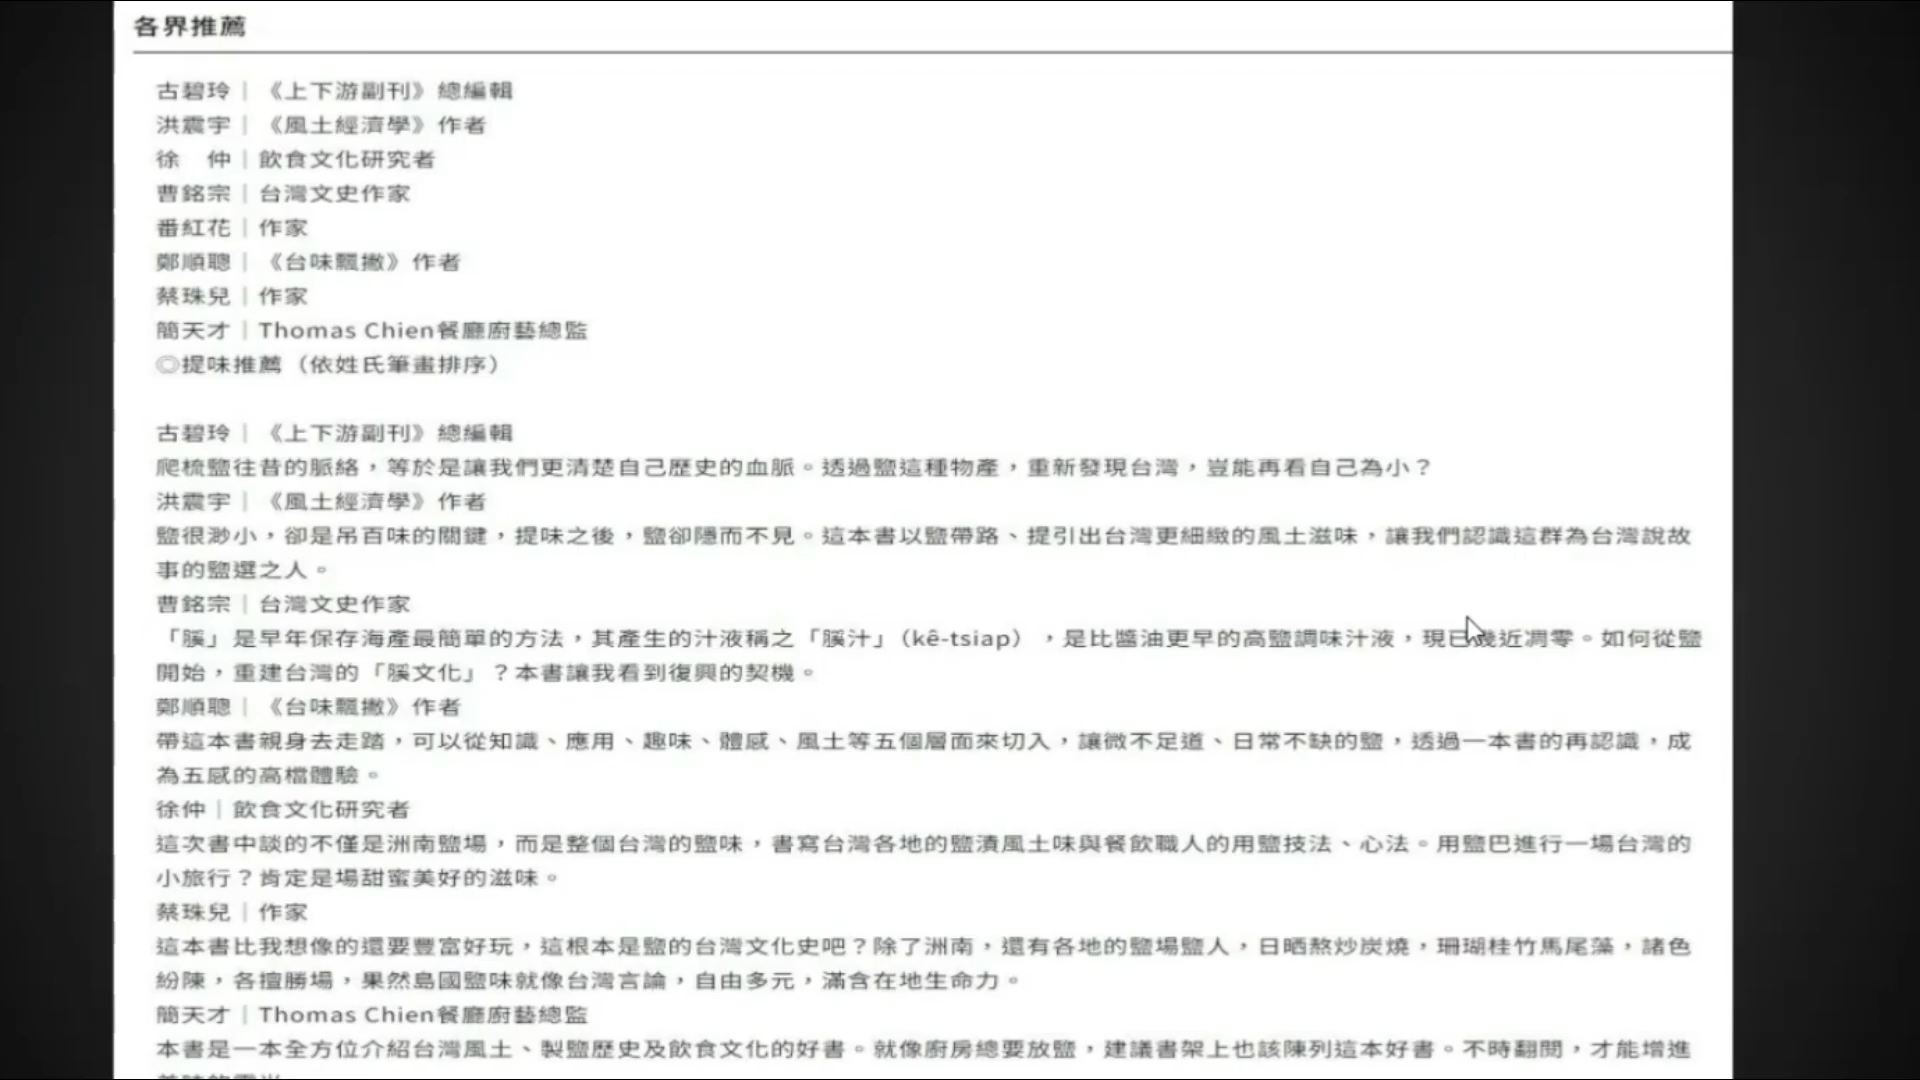 各界推薦
古碧玲｜《上下游副刊》總編輯
洪震宇｜《風土經濟學》作者
徐　仲｜飲食文化研究者
曹銘宗｜台灣文史作家
番紅花｜作家
鄭順聰｜《台味飄撇》作者
蔡珠兒｜作家
簡天才｜Thomas Chien餐廳廚藝總監
◎提味推薦（依姓氏筆畫排序）
古碧玲｜《上下游副刊》總編輯
爬梳鹽往昔的脈絡，等於是讓我們更清楚自己歷史的血脈。透過鹽這種物產，重新發現台灣，豈能再看自己為小？
洪震宇｜《風土經濟學》作者
鹽很渺小，卻是吊百味的關鍵，提味之後，鹽卻隱而不見。這本書以鹽帶路、提引出台灣更細緻的風土滋味，讓我們認識這群為台灣說故
事的鹽選之人。
曹銘宗｜台灣文史作家
「膎」是早年保存海產最簡單的方法，其產生的汁液稱之「膎汁」（kê-tsiap），是比醬油更早的高鹽調味汁液，現已幾近凋零。如何從鹽
開始，重建台灣的「膎文化」？本書讓我看到復興的契機。
鄭順聰｜《台味飄撇》作者
帶這本書親身去走踏，可以從知識、應用、趣味、體感、風土等五個層面來切入，讓微不足道、日常不缺的鹽，透過一本書的再認識，成
為五感的高檔體驗。
徐仲｜飲食文化研究者
這次書中談的不僅是洲南鹽場，而是整個台灣的鹽味，書寫台灣各地的鹽漬風土味與餐飲職人的用鹽技法、心法。用鹽巴進行一場台灣的
小旅行？肯定是場甜蜜美好的滋味。
蔡珠兒｜作家
這本書比我想像的還要豐富好玩，這根本是鹽的台灣文化史吧？除了洲南，還有各地的鹽場鹽人，日晒熬炒炭燒，珊瑚桂竹馬尾藻，諸色
紛陳，各擅勝場，果然島國鹽味就像台灣言論，自由多元，滿含在地生命力。
簡天才｜Thomas Chien餐廳廚藝總監
本書是一本全方位介紹台灣風土、製鹽歷史及飲食文化的好書。就像廚房總要放鹽，建議書架上也該陳列這本好書。不時翻閱，才能增進